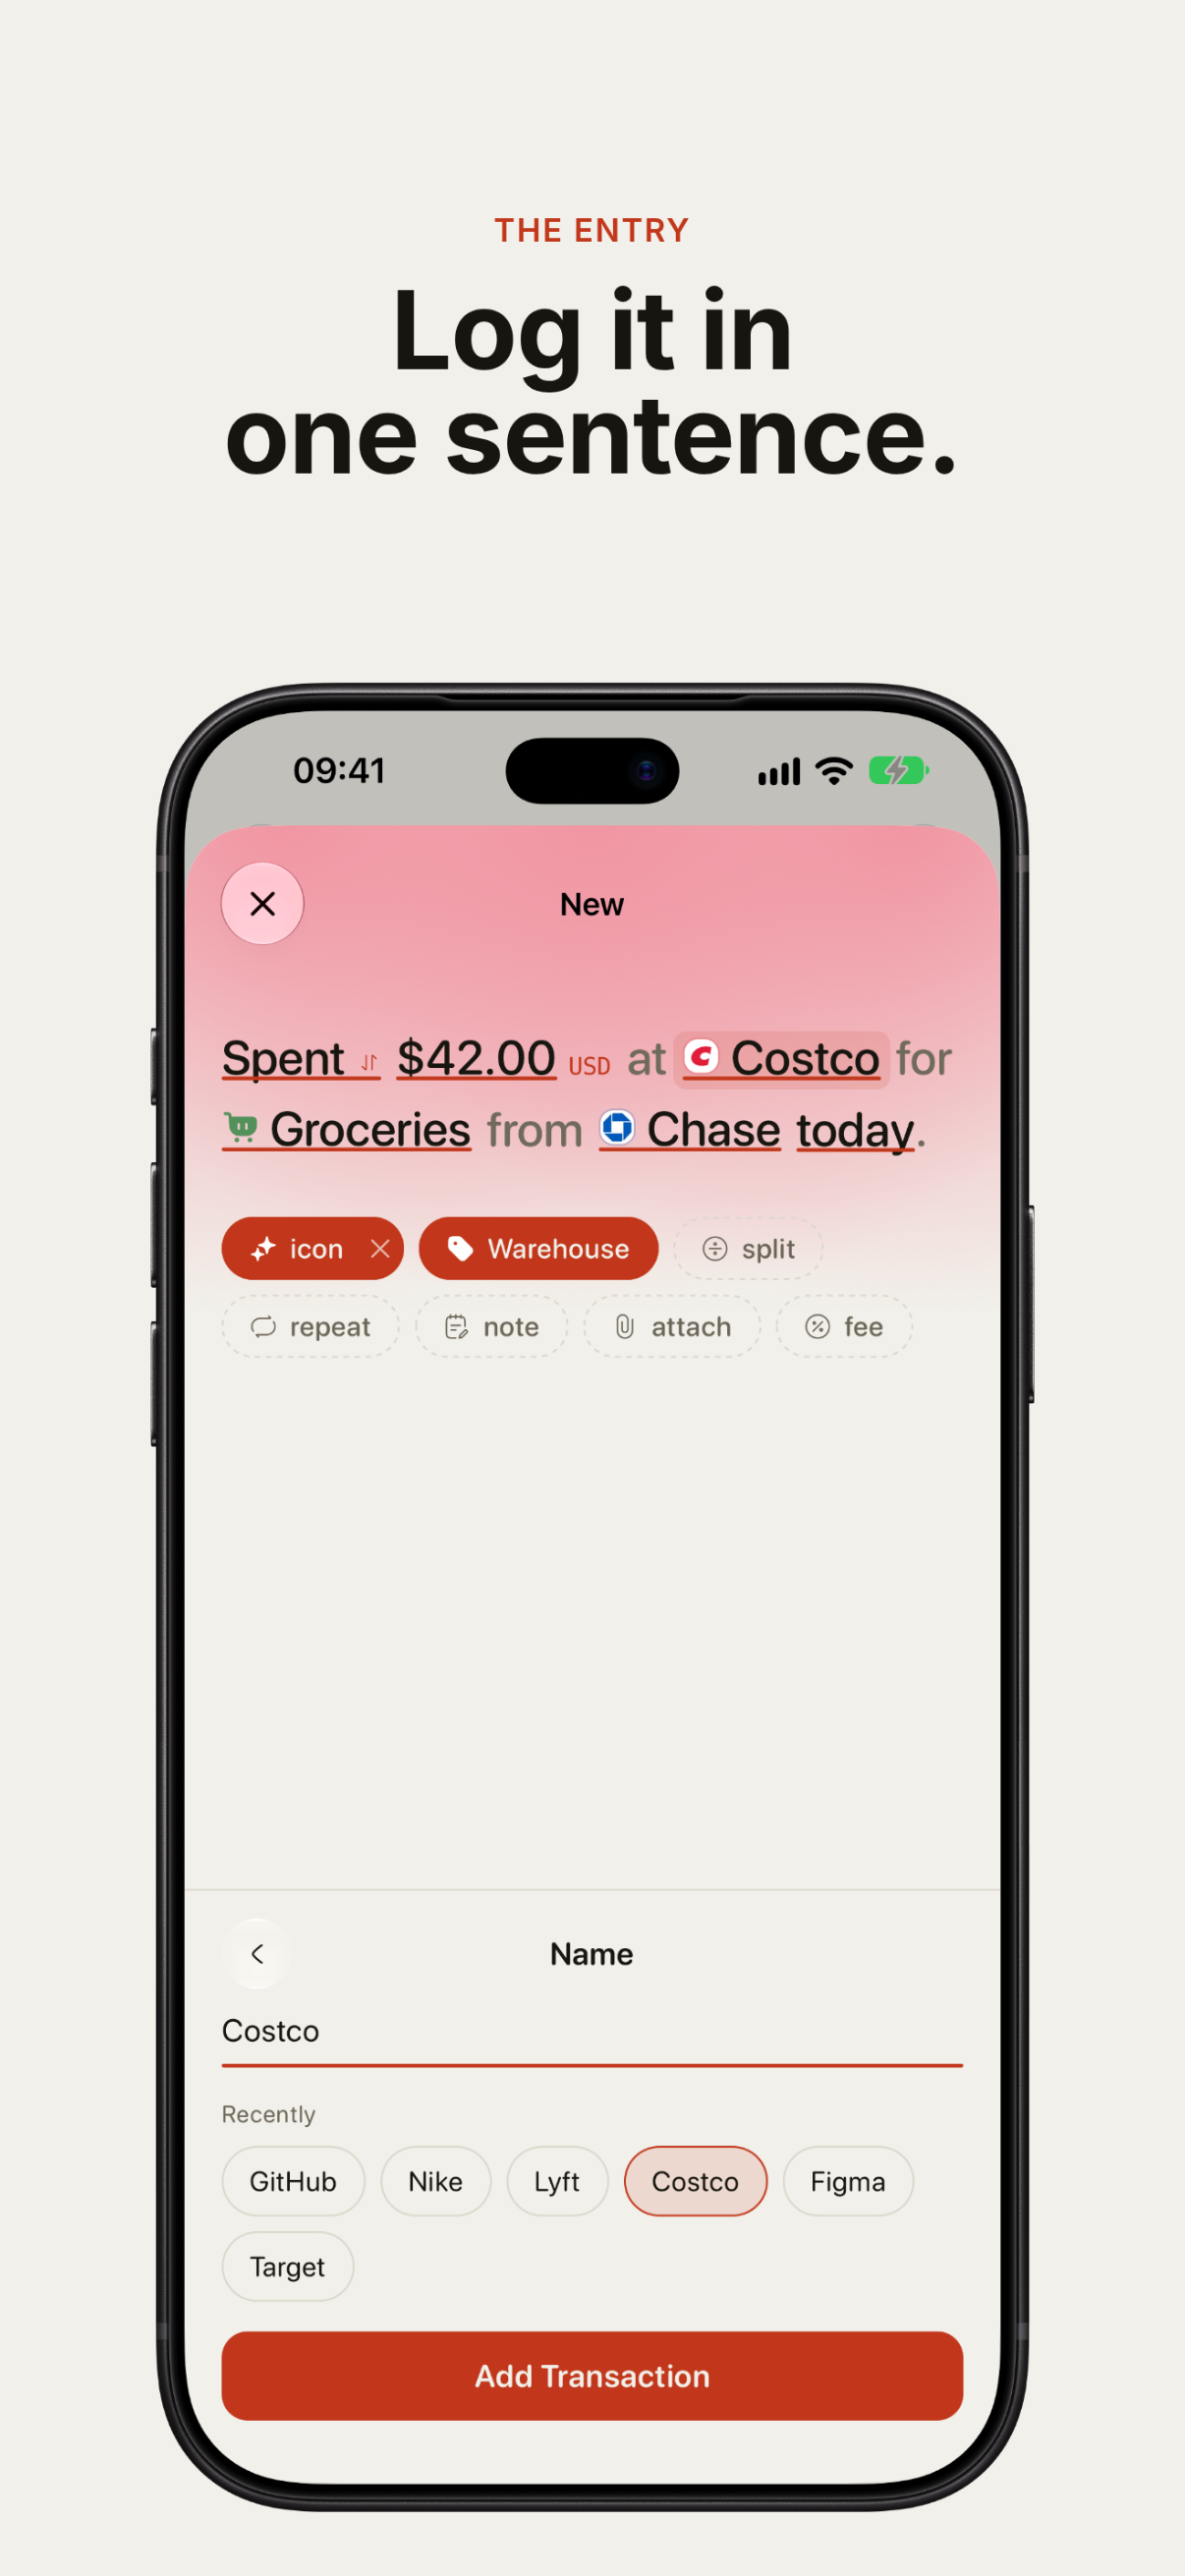 THE ENTRY
Log it in
one sentence.
09:41
New
Spent $42.00 USD at Costco for
Groceries from Chase today.
icon Warehouse split
repeat note attach fee
Name
Costco
Recently
GitHub Nike Lyft Costco Figma
Target
Add Transaction